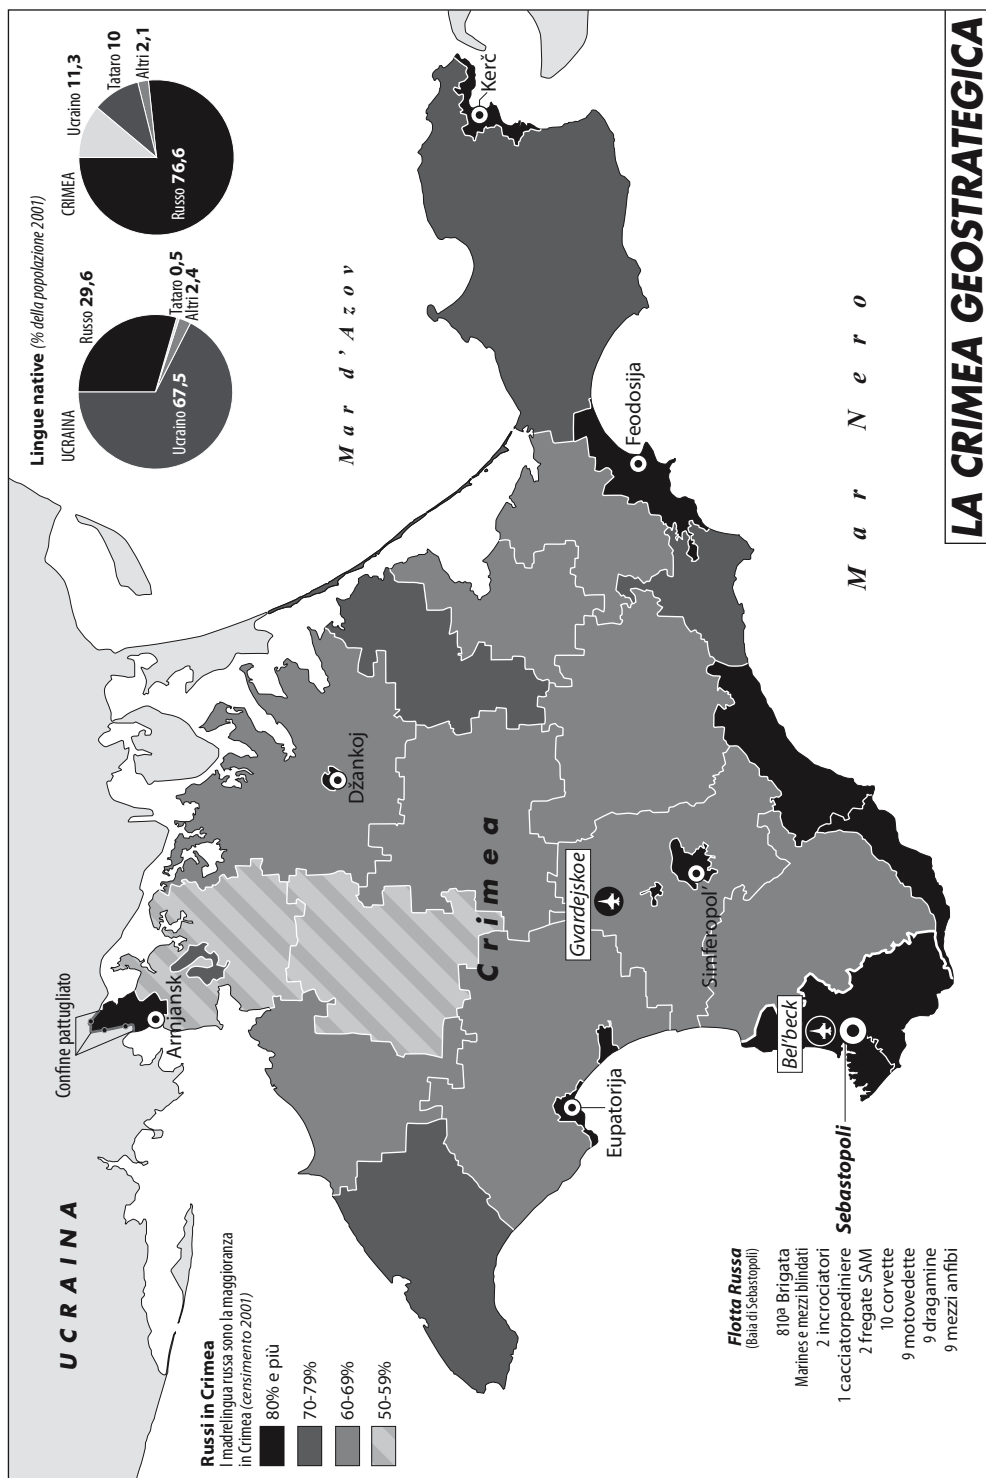 LA CRIMEA GEOSTRATEGICA
Lingue native (% della popolazione 2001)
UCRAINA
Russo 29,6
Tataro 0,5
Altri 2,4
Ucraino 67,5
CRIMEA
Ucraino 11,3
Tataro 10
Altri 2,1
Russo 76,6
UCRAINA
Confine pattugliato
Armjansk
Džankoj
Mar d'Azov
Kerč
Crimea
Gvardejskoe
Feodosija
Eupatorija
Simferopol'
Bel'beck
Sebastopoli
Mar Nero
Russi in Crimea
I madrelingua russa sono la maggioranza
in Crimea (censimento 2001)
80% e più
70-79%
60-69%
50-59%
Flotta Russa
(Baia di Sebastopoli)
810ª Brigata
Marines e mezzi blindati
2 incrociatori
1 cacciatorpediniere
2 fregate SAM
10 corvette
9 motovedette
9 dragamine
9 mezzi anfibi